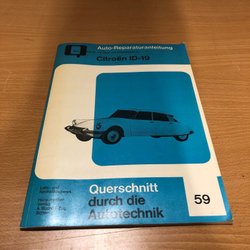 Auto-Reparaturanleitung
Citroën ID-19
Querschnitt
durch die
Autotechnik
59